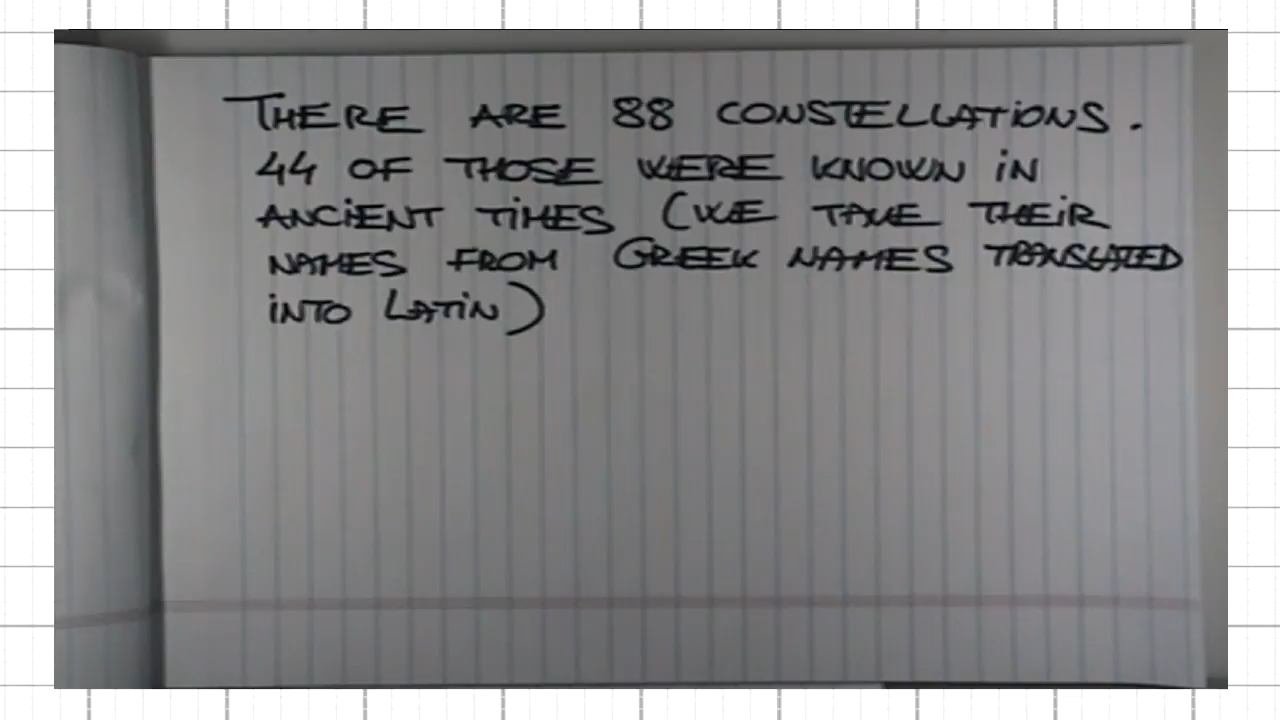 THERE ARE 88 CONSTELLATIONS.
44 OF THOSE WERE KNOWN IN
ANCIENT TIMES (WE TAKE THEIR
NAMES FROM GREEK NAMES TRANSLATED
INTO LATIN)